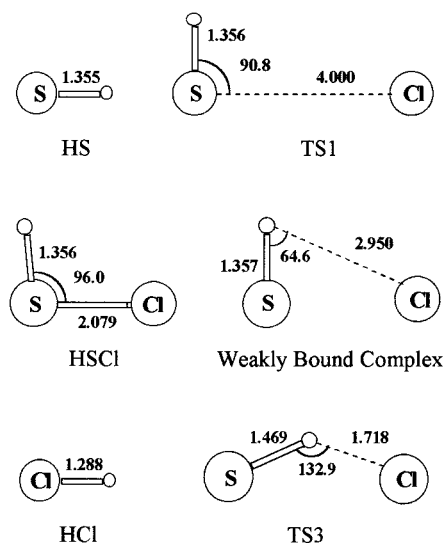 1.355
S
HS
1.356
90.8
4.000
S
Cl
TS1
1.356
96.0
S
Cl
2.079
HSCl
1.357
64.6
2.950
S
Cl
Weakly Bound Complex
Cl
1.288
HCl
1.469
1.718
132.9
S
Cl
TS3